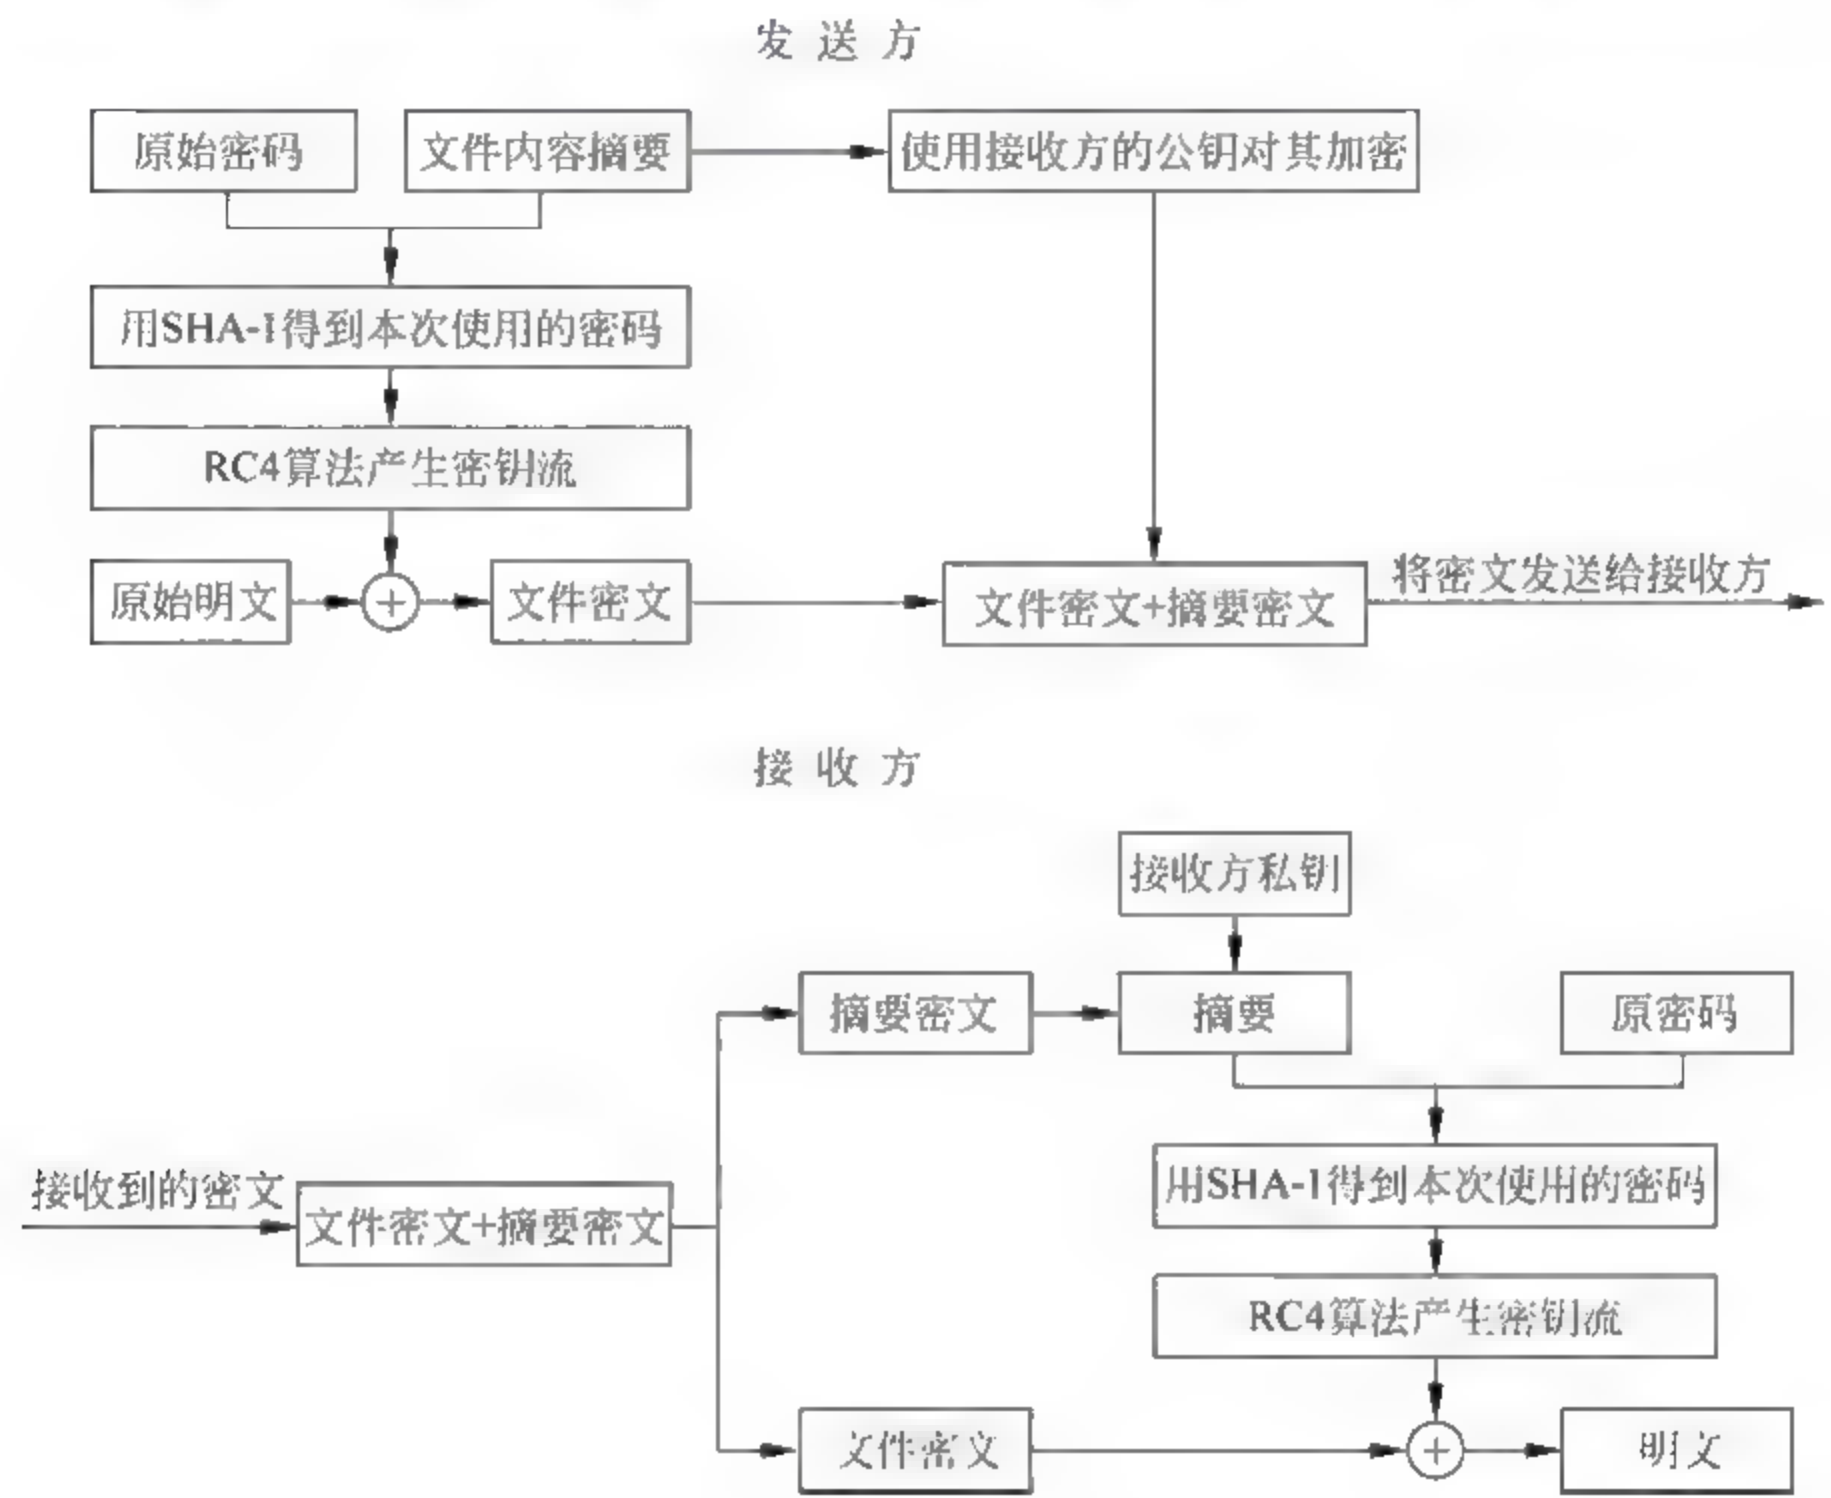 发送方
原始密码
文件内容摘要
使用接收方的公钥对其加密
用SHA-1得到本次使用的密码
RC4算法产生密钥流
原始明文
+
文件密文
文件密文+摘要密文
将密文发送给接收方
接收方
接收方私钥
摘要密文
摘要
原密码
接收到的密文
文件密文+摘要密文
用SHA-1得到本次使用的密码
RC4算法产生密钥流
文件密文
+
明文